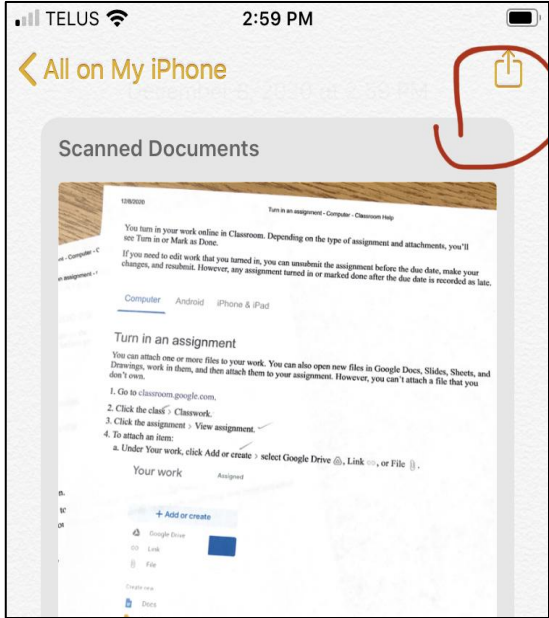 TELUS 2:59 PM
All on My iPhone
Scanned Documents
12/8/2020 Turn in an assignment - Computer - Classroom Help
You turn in your work online in Classroom. Depending on the type of assignment and attachments, you'll
see Turn in or Mark as Done.
If you need to edit work that you turned in, you can unsubmit the assignment before the due date, make your
changes, and resubmit. However, any assignment turned in or marked done after the due date is recorded as late.
Computer Android iPhone & iPad
Turn in an assignment
You can attach one or more files to your work. You can also open new files in Google Docs, Slides, Sheets, and
Drawings, work in them, and then attach them to your assignment. However, you can't attach a file that you
don't own.
1. Go to classroom.google.com.
2. Click the class > Classwork.
3. Click the assignment > View assignment.
4. To attach an item:
a. Under Your work, click Add or create > select Google Drive, Link, or File.
Your work Assigned
+ Add or create
Google Drive
Link
File
Create new
Docs